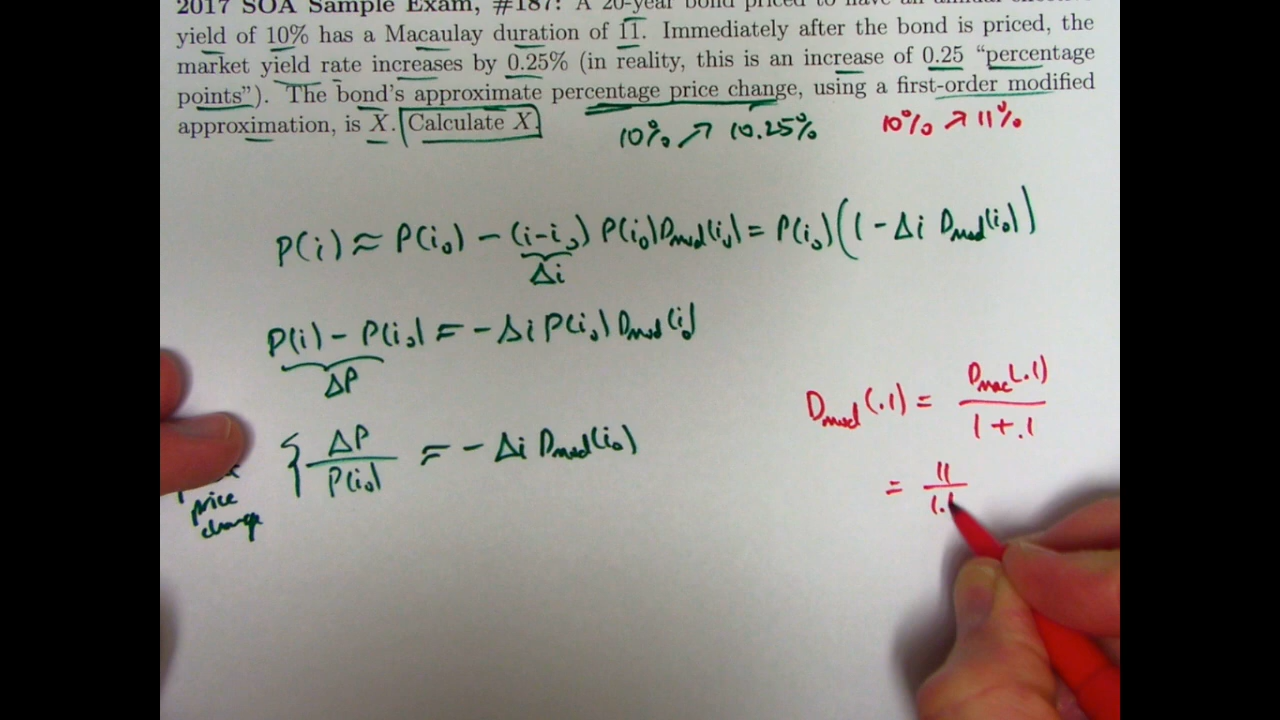 2017 SOA Sample Exam, #187: A 20-year bond priced to have an annual effective
yield of 10% has a Macaulay duration of 11. Immediately after the bond is priced, the
market yield rate increases by 0.25% (in reality, this is an increase of 0.25 “percentage
points”). The bond's approximate percentage price change, using a first-order modified
approximation, is X. Calculate X.
10% ↗ 10.25% 10% ↗ 11%
P(i) ≈ P(i₀) − (i−i₀) P(i₀)Dmod(i₀) = P(i₀)(1 − Δi Dmod(i₀))
Δi
P(i) − P(i₀) ≈ −Δi P(i₀) Dmod(i₀)
ΔP
Dmod(.1) = Dmac(.1) / 1+.1
ΔP / P(i₀) ≈ −Δi Dmod(i₀)
= 11 / 1.1
price
change